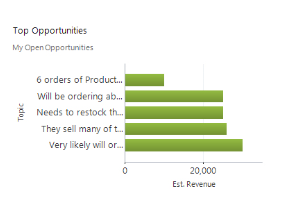 Top Opportunities
My Open Opportunities
6 orders of Product...
Will be ordering ab...
Needs to restock th...
They sell many of t...
Very likely will or...
Topic
0
20,000
Est. Revenue